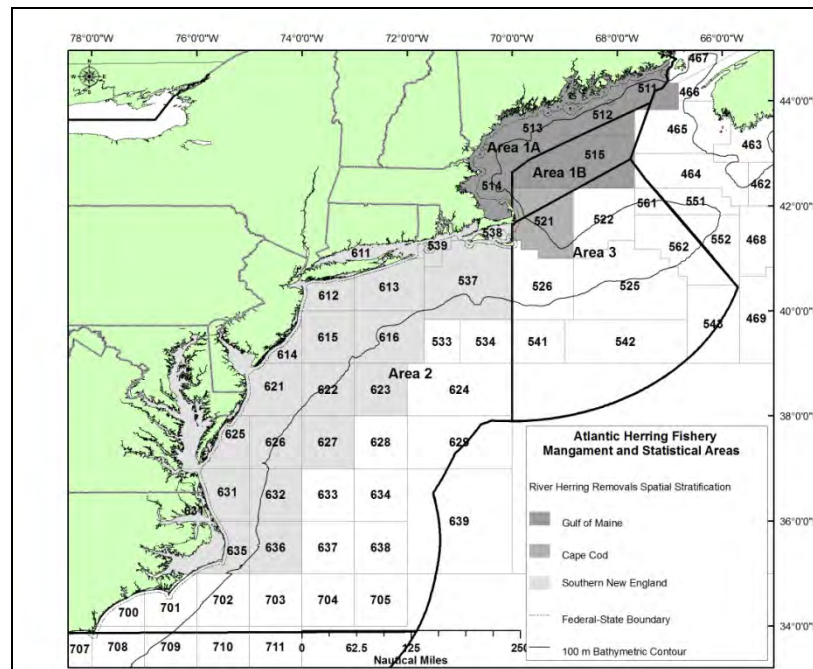 78°0'0"W 76°0'0"W 74°0'0"W 72°0'0"W 70°0'0"W 68°0'0"W 66°0'0"W
N
467
511
466
44°0'0"N
512
513
465
463
Area 1A
515
Area 1B
464
462
514
42°0'0"N
561
551
521
522
538
539
552
468
611
Area 3
562
537
613
526
525
612
40°0'0"N
543
469
615
616
533
534
541
542
614
Area 2
621
622
623
624
38°0'0"N
625
626
627
628
629
631
632
633
634
631
639
36°0'0"N
635
636
637
638
702
703
704
705
701
700
34°0'0"N
707
708
709
710
711
0 62.5 125 250
Nautical Miles
Atlantic Herring Fishery
Mangament and Statistical Areas
River Herring Removals Spatial Stratification
Gulf of Maine
Cape Cod
Southern New England
Federal-State Boundary
100 m Bathymetric Contour